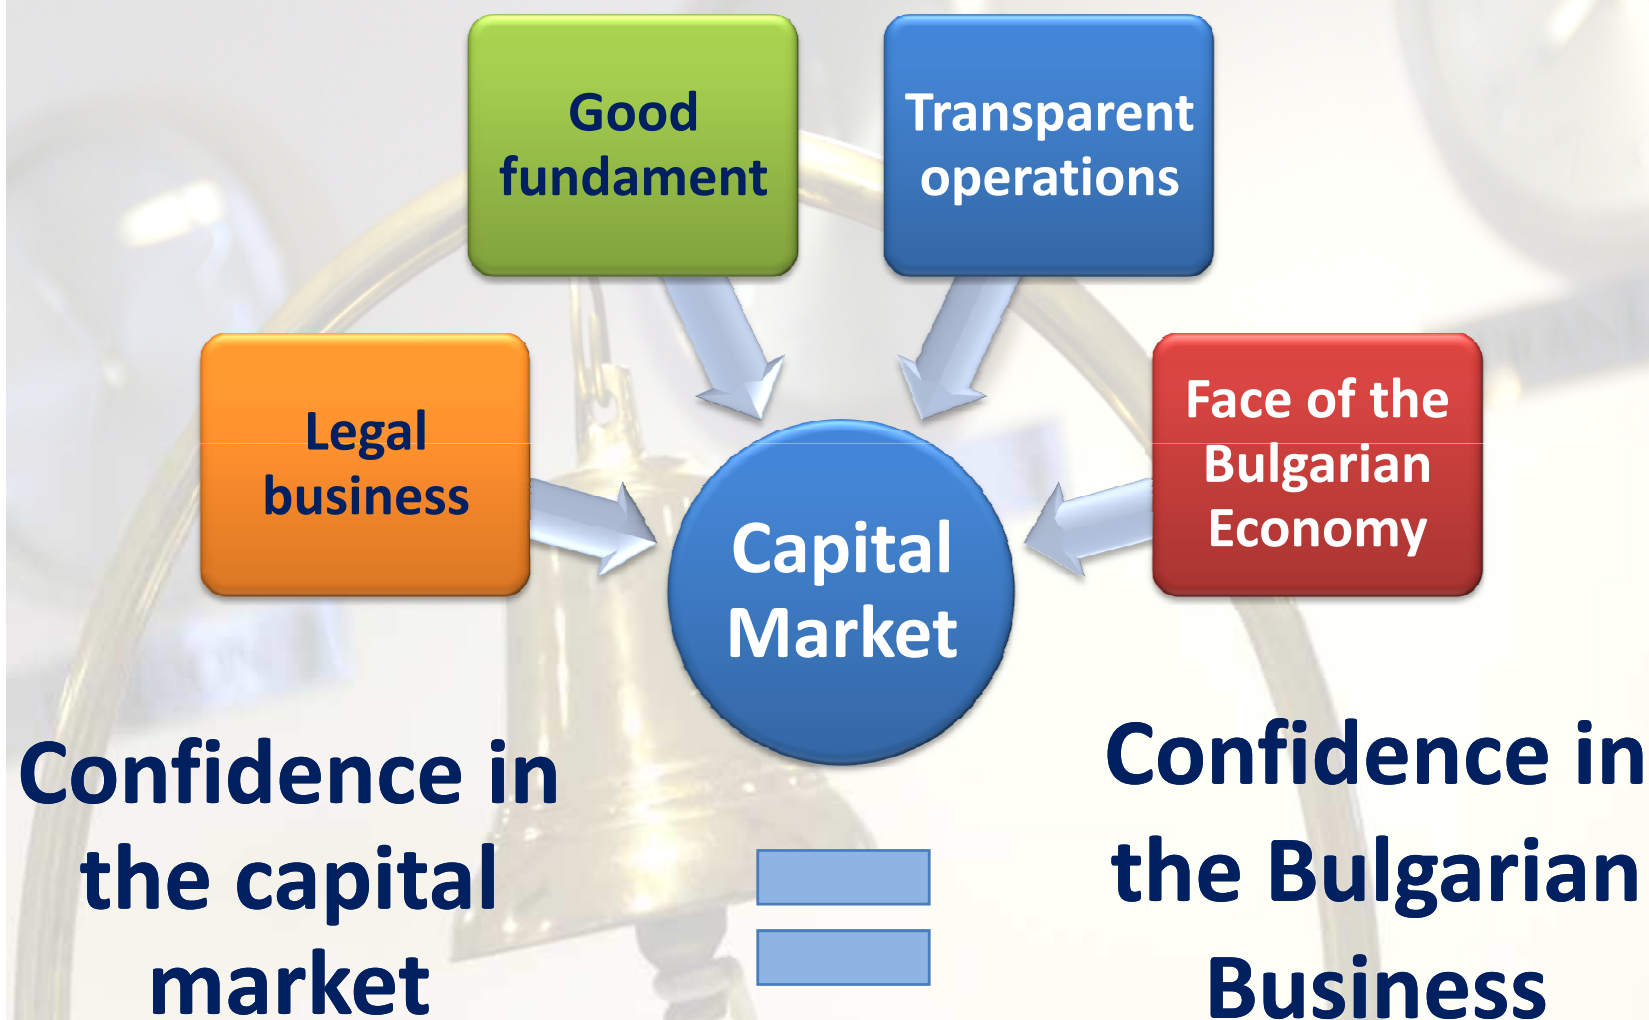 Good
fundament
Transparent
operations
Legal
business
Face of the
Bulgarian
Economy
Capital
Market
Confidence in
the capital
market
Confidence in
the Bulgarian
Business